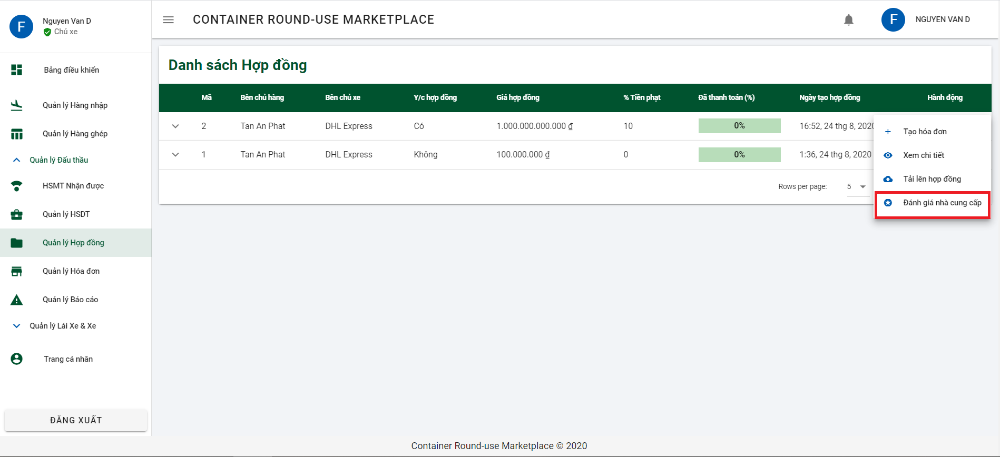 F
Nguyen Van D
Chủ xe
CONTAINER ROUND-USE MARKETPLACE
F
NGUYEN VAN D
Bảng điều khiển
Quản lý Hàng nhập
Quản lý Hàng ghép
Quản lý Đấu thầu
HSMT Nhận được
Quản lý HSDT
Quản lý Hợp đồng
Quản lý Hóa đơn
Quản lý Báo cáo
Quản lý Lái Xe & Xe
Trang cá nhân
ĐĂNG XUẤT
Danh sách Hợp đồng
Mã Bên chủ hàng Bên chủ xe Y/c hợp đồng Giá hợp đồng % Tiền phạt Đã thanh toán (%) Ngày tạo hợp đồng Hành động
2 Tan An Phat DHL Express Có 1.000.000.000.000 ₫ 10 0% 16:52, 24 thg 8, 2020
1 Tan An Phat DHL Express Không 100.000.000 ₫ 0 0% 1:36, 24 thg 8, 2020
Rows per page: 5
Tạo hóa đơn
Xem chi tiết
Tải lên hợp đồng
Đánh giá nhà cung cấp
Container Round-use Marketplace © 2020